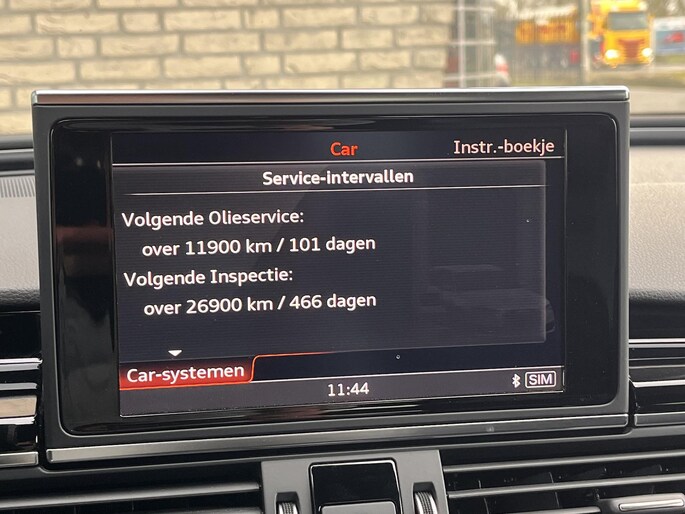 Car
Instr.-boekje
Service-intervallen
Volgende Olieservice:
over 11900 km / 101 dagen
Volgende Inspectie:
over 26900 km / 466 dagen
Car-systemen
11:44
SIM